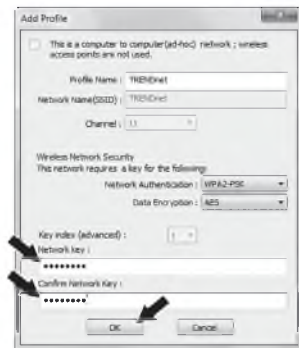 Add Profile
This is a computer to computer(ad-hoc) network ; wireless
access points are not used.
Profile Name : TRENDnet
Network Name(SSID) : TRENDnet
Channel : 11
Wireless Network Security
This network requires a key for the following:
Network Authentication : WPA2-PSK
Data Encryption : AES
Key index (advanced) : 1
Network key :
••••••••
Confirm Network Key :
••••••••
OK Cancel